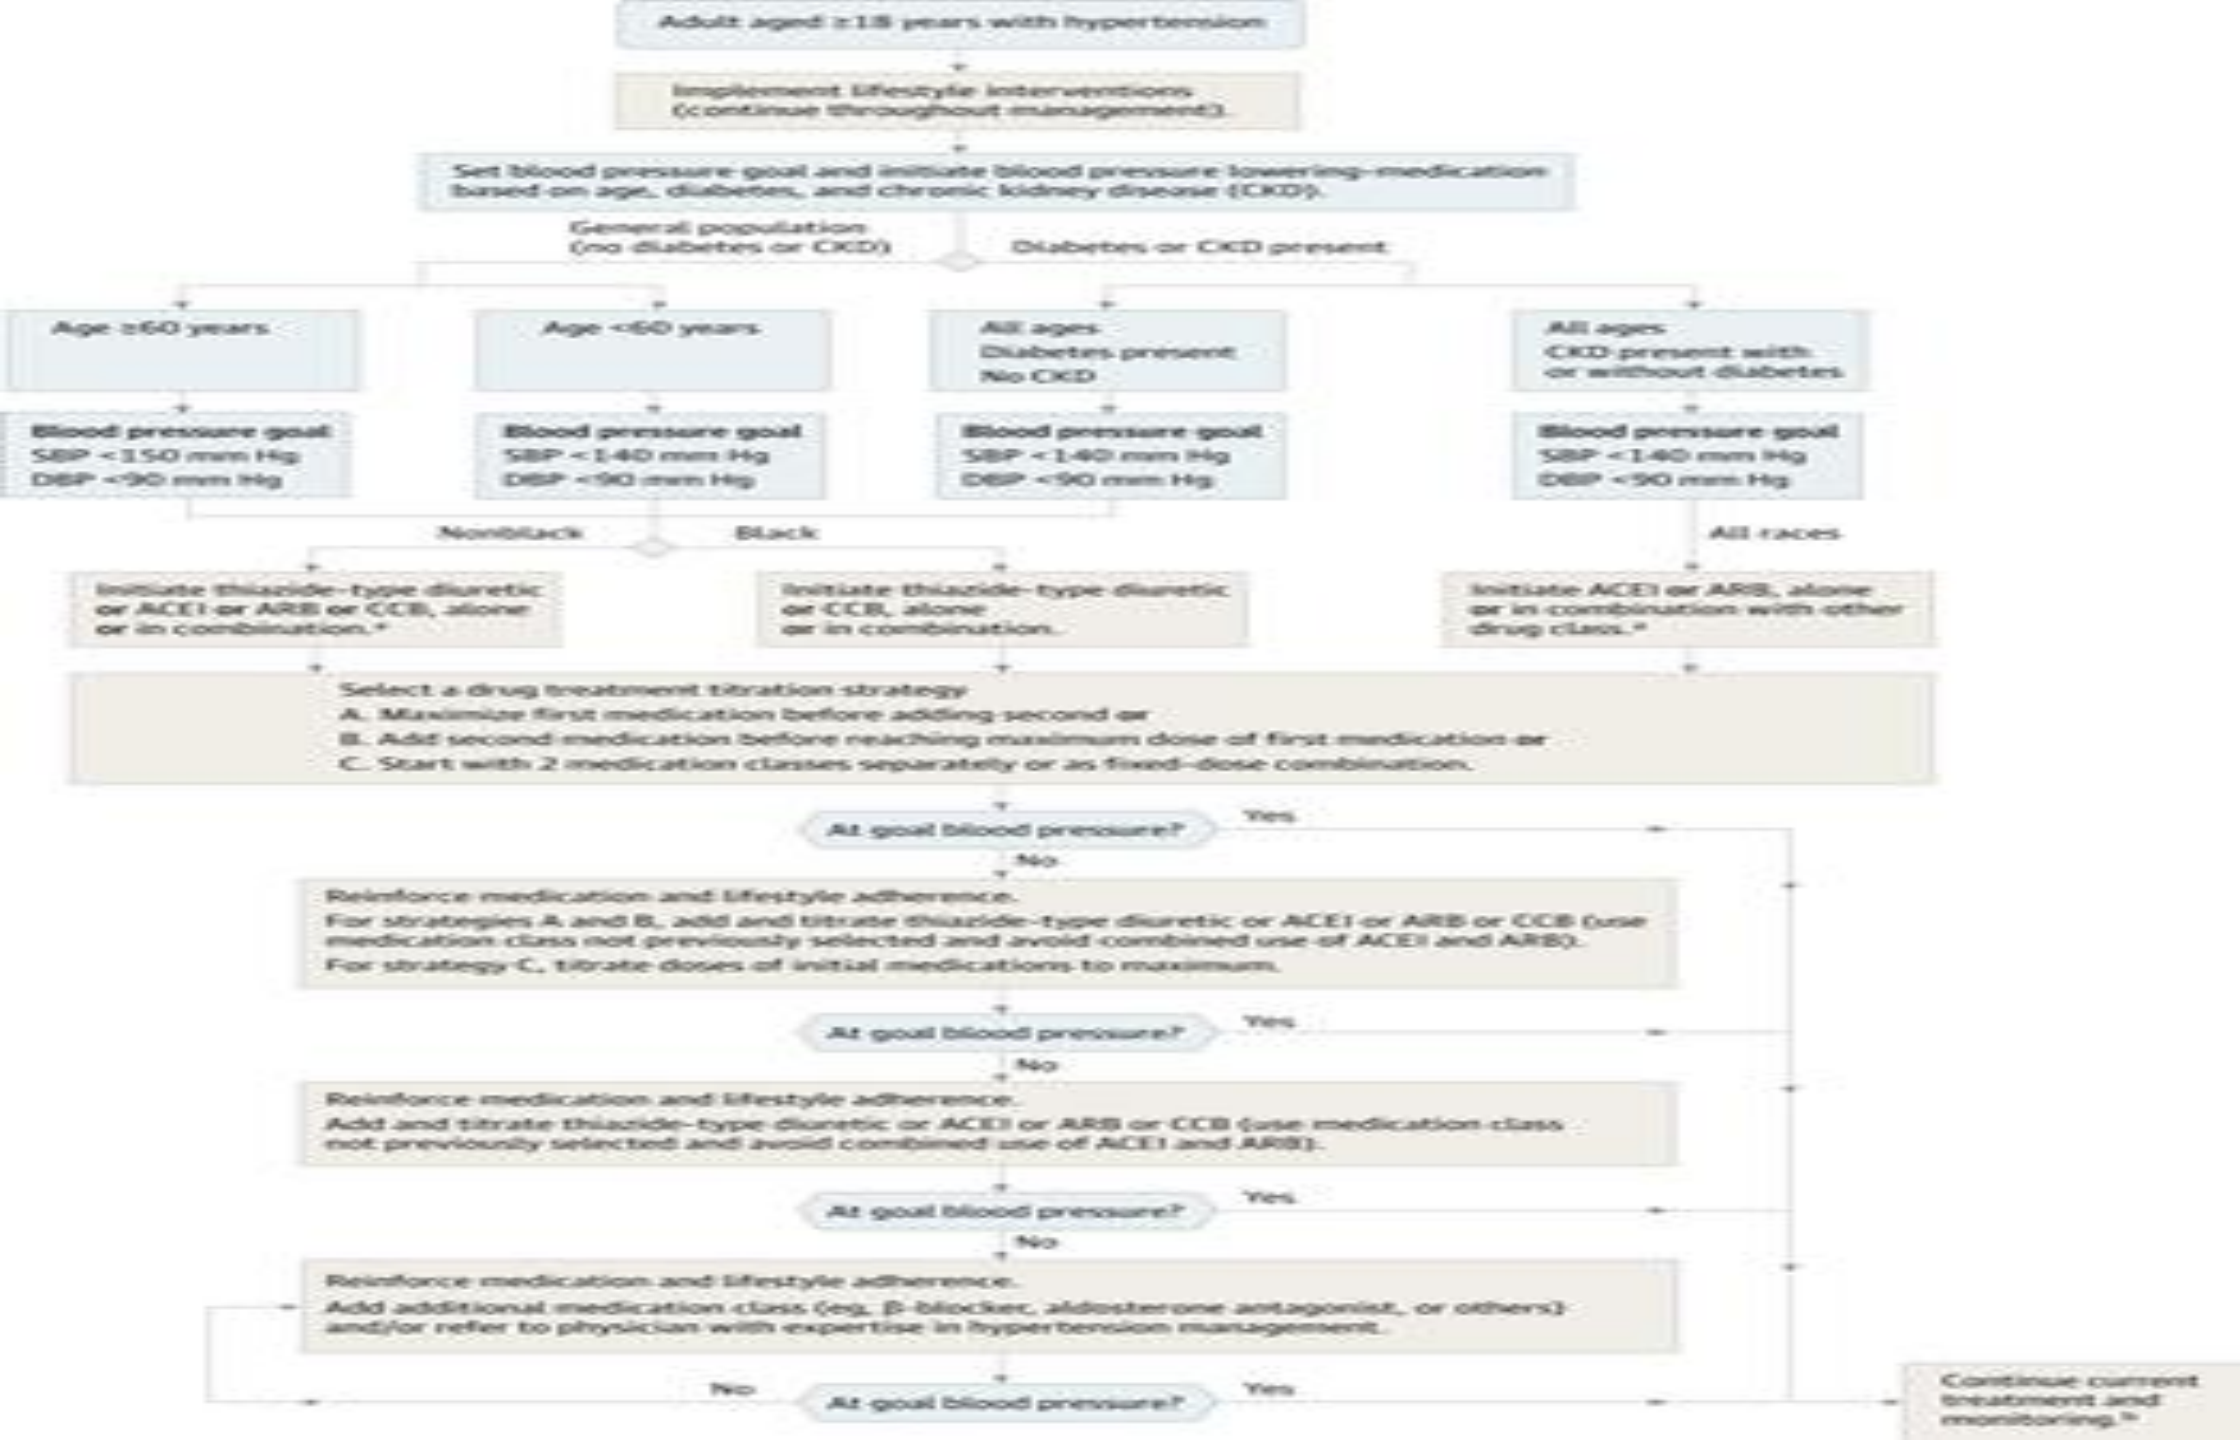 Adult aged ≥18 years with hypertension
Implement lifestyle interventions
(continue throughout management).
Set blood pressure goal and initiate blood pressure lowering-medication
based on age, diabetes, and chronic kidney disease (CKD).
General population
(no diabetes or CKD)
Diabetes or CKD present
Age ≥60 years
Age <60 years
All ages
Diabetes present
No CKD
All ages
CKD present with
or without diabetes
Blood pressure goal
SBP <150 mm Hg
DBP <90 mm Hg
Blood pressure goal
SBP <140 mm Hg
DBP <90 mm Hg
Blood pressure goal
SBP <140 mm Hg
DBP <90 mm Hg
Blood pressure goal
SBP <140 mm Hg
DBP <90 mm Hg
Nonblack
Black
All races
Initiate thiazide-type diuretic
or ACEI or ARB or CCB, alone
or in combination.ª
Initiate thiazide-type diuretic
or CCB, alone
or in combination.
Initiate ACEI or ARB, alone
or in combination with other
drug class.ª
Select a drug treatment titration strategy
A. Maximize first medication before adding second or
B. Add second medication before reaching maximum dose of first medication or
C. Start with 2 medication classes separately or as fixed-dose combination.
At goal blood pressure?
Yes
No
Reinforce medication and lifestyle adherence.
For strategies A and B, add and titrate thiazide-type diuretic or ACEI or ARB or CCB (use
medication class not previously selected and avoid combined use of ACEI and ARB).
For strategy C, titrate doses of initial medications to maximum.
At goal blood pressure?
Yes
No
Reinforce medication and lifestyle adherence.
Add and titrate thiazide-type diuretic or ACEI or ARB or CCB (use medication class
not previously selected and avoid combined use of ACEI and ARB).
At goal blood pressure?
Yes
No
Reinforce medication and lifestyle adherence.
Add additional medication class (eg, β-blocker, aldosterone antagonist, or others)
and/or refer to physician with expertise in hypertension management.
No
At goal blood pressure?
Yes
Continue current
treatment and
monitoring.ᵇ